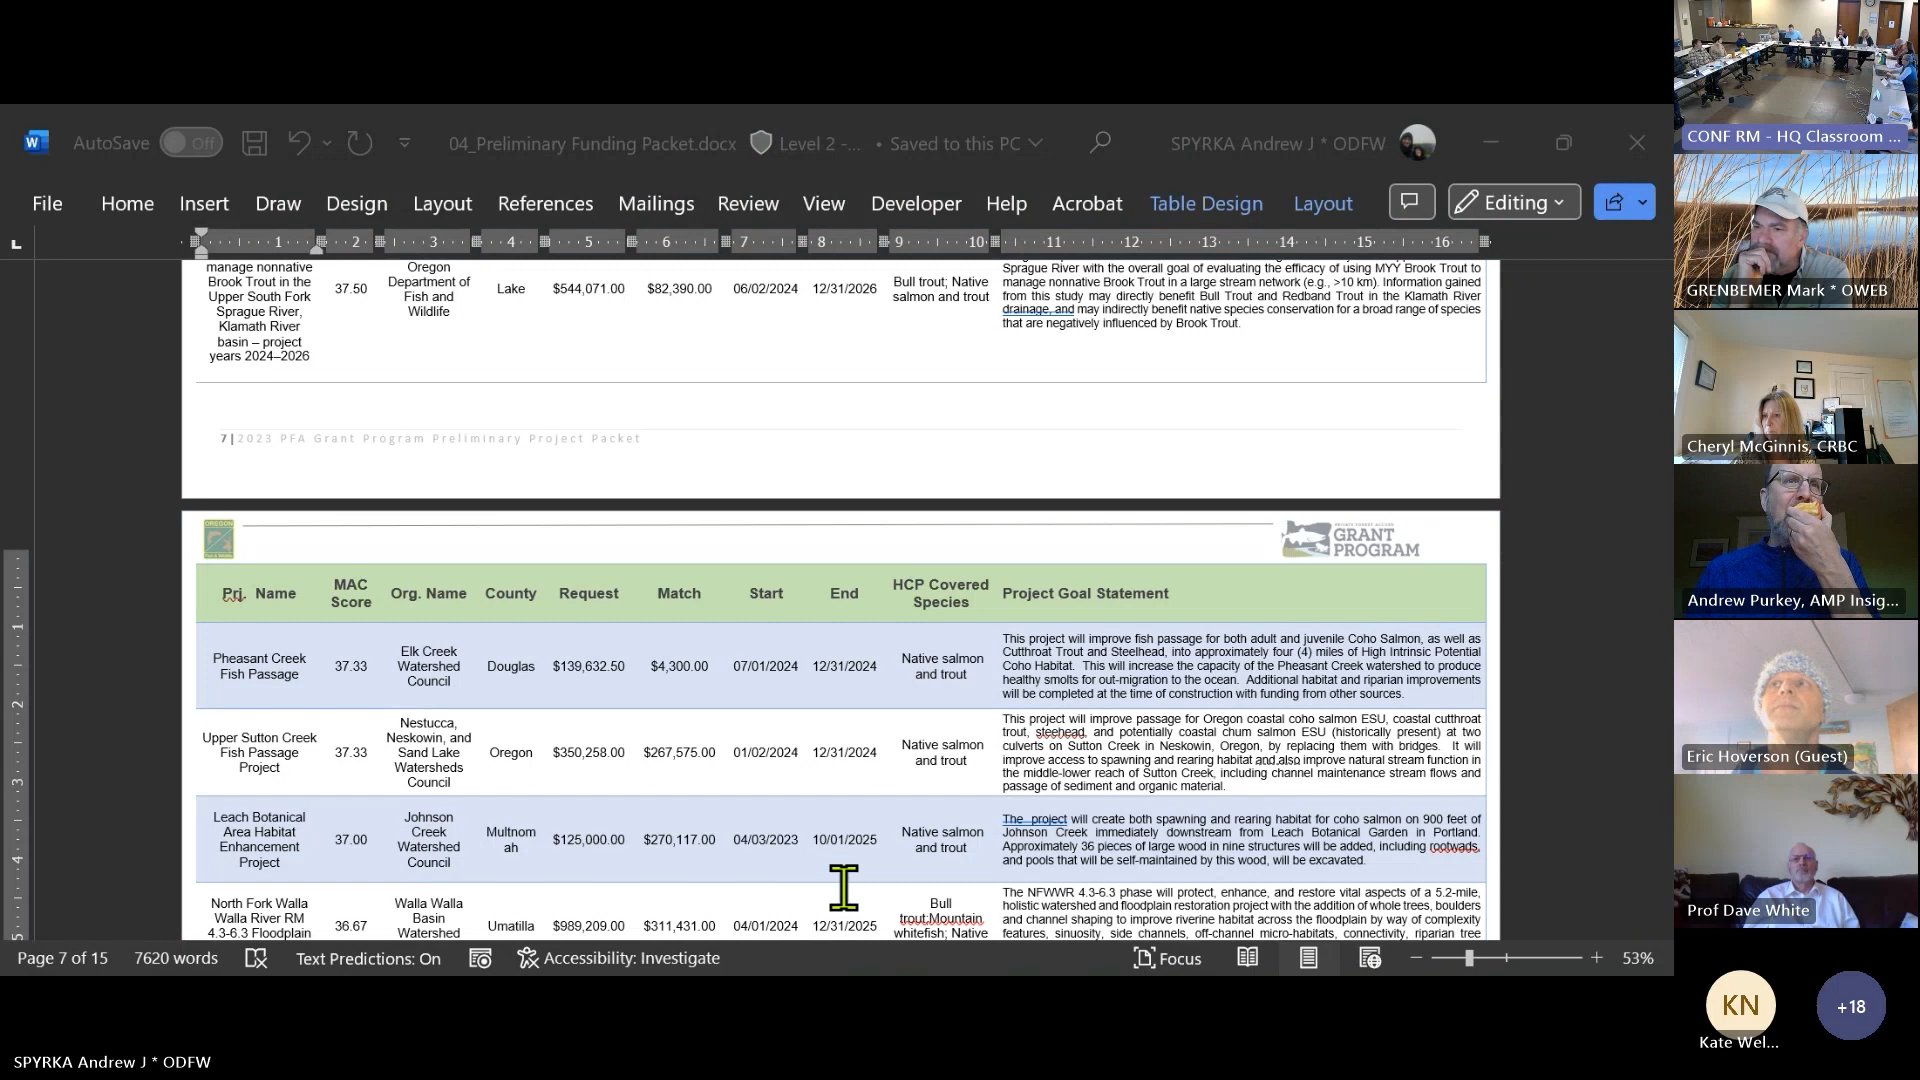 AutoSave Off 04_Preliminary Funding Packet.docx Level 2 -... • Saved to this PC SPYRKA Andrew J * ODFW
File Home Insert Draw Design Layout References Mailings Review View Developer Help Acrobat Table Design Layout Editing
1 2 3 4 5 6 7 8 9 10 11 12 13 14 15 16
manage nonnative
Brook Trout in the
Upper South Fork
Sprague River,
Klamath River
basin – project
years 2024–2026
37.50
Oregon
Department of
Fish and
Wildlife
Lake
$544,071.00
$82,390.00
06/02/2024
12/31/2026
Bull trout; Native
salmon and trout
Sprague River with the overall goal of evaluating the efficacy of using MYY Brook Trout to
manage nonnative Brook Trout in a large stream network (e.g., >10 km). Information gained
from this study may directly benefit Bull Trout and Redband Trout in the Klamath River
drainage, and may indirectly benefit native species conservation for a broad range of species
that are negatively influenced by Brook Trout.
7|2023 PFA Grant Program Preliminary Project Packet
OREGON
PRIVATE FOREST ACCORD
GRANT
PROGRAM
Prj. Name
MAC
Score
Org. Name
County
Request
Match
Start
End
HCP Covered
Species
Project Goal Statement
Pheasant Creek
Fish Passage
37.33
Elk Creek
Watershed
Council
Douglas
$139,632.50
$4,300.00
07/01/2024
12/31/2024
Native salmon
and trout
This project will improve fish passage for both adult and juvenile Coho Salmon, as well as
Cutthroat Trout and Steelhead, into approximately four (4) miles of High Intrinsic Potential
Coho Habitat. This will increase the capacity of the Pheasant Creek watershed to produce
healthy smolts for out-migration to the ocean. Additional habitat and riparian improvements
will be completed at the time of construction with funding from other sources.
Upper Sutton Creek
Fish Passage
Project
37.33
Nestucca,
Neskowin, and
Sand Lake
Watersheds
Council
Oregon
$350,258.00
$267,575.00
01/02/2024
12/31/2024
Native salmon
and trout
This project will improve passage for Oregon coastal coho salmon ESU, coastal cutthroat
trout, steehead, and potentially coastal chum salmon ESU (historically present) at two
culverts on Sutton Creek in Neskowin, Oregon, by replacing them with bridges. It will
improve access to spawning and rearing habitat and also improve natural stream function in
the middle-lower reach of Sutton Creek, including channel maintenance stream flows and
passage of sediment and organic material.
Leach Botanical
Area Habitat
Enhancement
Project
37.00
Johnson
Creek
Watershed
Council
Multnom
ah
$125,000.00
$270,117.00
04/03/2023
10/01/2025
Native salmon
and trout
The project will create both spawning and rearing habitat for coho salmon on 900 feet of
Johnson Creek immediately downstream from Leach Botanical Garden in Portland.
Approximately 36 pieces of large wood in nine structures will be added, including rootwads,
and pools that will be self-maintained by this wood, will be excavated.
North Fork Walla
Walla River RM
4.3-6.3 Floodplain
36.67
Walla Walla
Basin
Watershed
Umatilla
$989,209.00
$311,431.00
04/01/2024
12/31/2025
Bull
trout;Mountain
whitefish; Native
The NFWWR 4.3-6.3 phase will protect, enhance, and restore vital aspects of a 5.2-mile,
holistic watershed and floodplain restoration project with the addition of whole trees, boulders
and channel shaping to improve riverine habitat across the floodplain by way of complexity
features, sinuosity, side channels, off-channel micro-habitats, connectivity, riparian tree
Page 7 of 15 7620 words Text Predictions: On Accessibility: Investigate Focus 53%
SPYRKA Andrew J * ODFW
CONF RM - HQ Classroom ...
GRENBEMER Mark * OWEB
Cheryl McGinnis, CRBC
Andrew Purkey, AMP Insig...
Eric Hoverson (Guest)
Prof Dave White
KN
Kate Wel...
+18